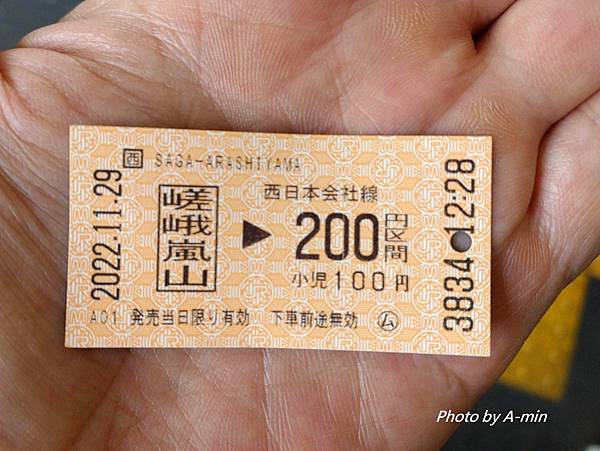 西 SAGA-ARASHIYAMA
2022.11.29
嵯峨嵐山
▶
西日本会社線
200円区間
小児100円
3834 12:28
A01 発売当日限り有効 下車前途無効 ム
Photo by A-min